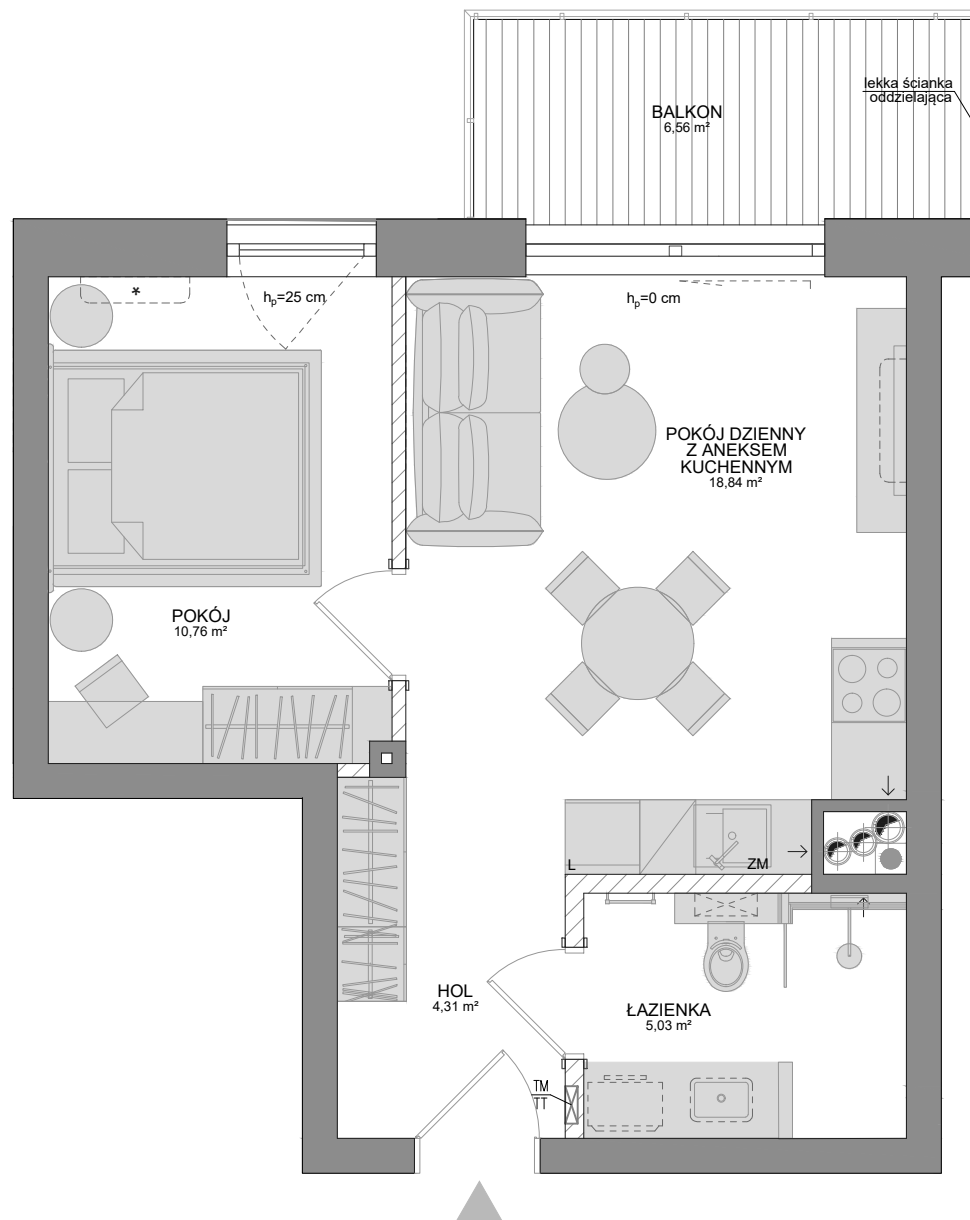 lekka ścianka
oddzielająca
BALKON
6,56 m²
*
hp=25 cm
hp=0 cm
POKÓJ DZIENNY
Z ANEKSEM
KUCHENNYM
18,84 m²
POKÓJ
10,76 m²
L
ZM
HOL
4,31 m²
ŁAZIENKA
5,03 m²
TM
TT